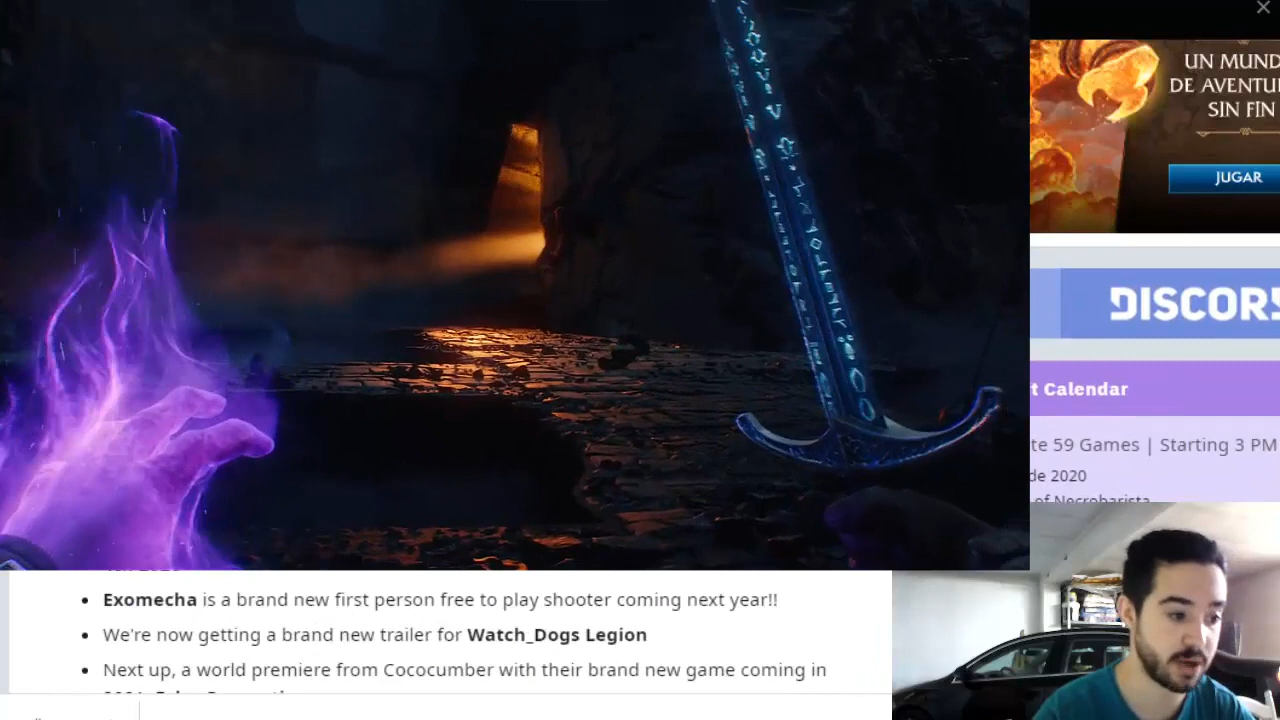 UN MUND
DE AVENTU
SIN FIN
JUGAR
DISCOR
t Calendar
te 59 Games | Starting 3 PM
de 2020
of Necrobarista
Exomecha is a brand new first person free to play shooter coming next year!!
We're now getting a brand new trailer for Watch_Dogs Legion
Next up, a world premiere from Cococumber with their brand new game coming in